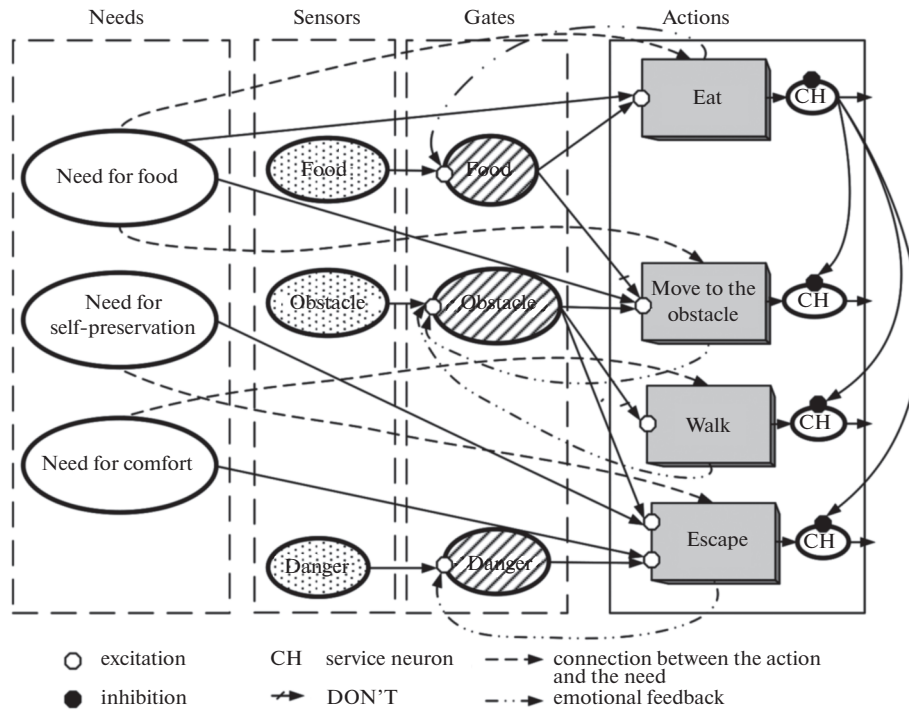 Needs
Sensors
Gates
Actions
Need for food
Food
Food
Eat
CH
Need for
self-preservation
Obstacle
Obstacle
Move to the
obstacle
CH
Need for comfort
Walk
CH
Danger
Danger
Escape
CH
excitation
CH
service neuron
connection between the action
and the need
inhibition
DON'T
emotional feedback